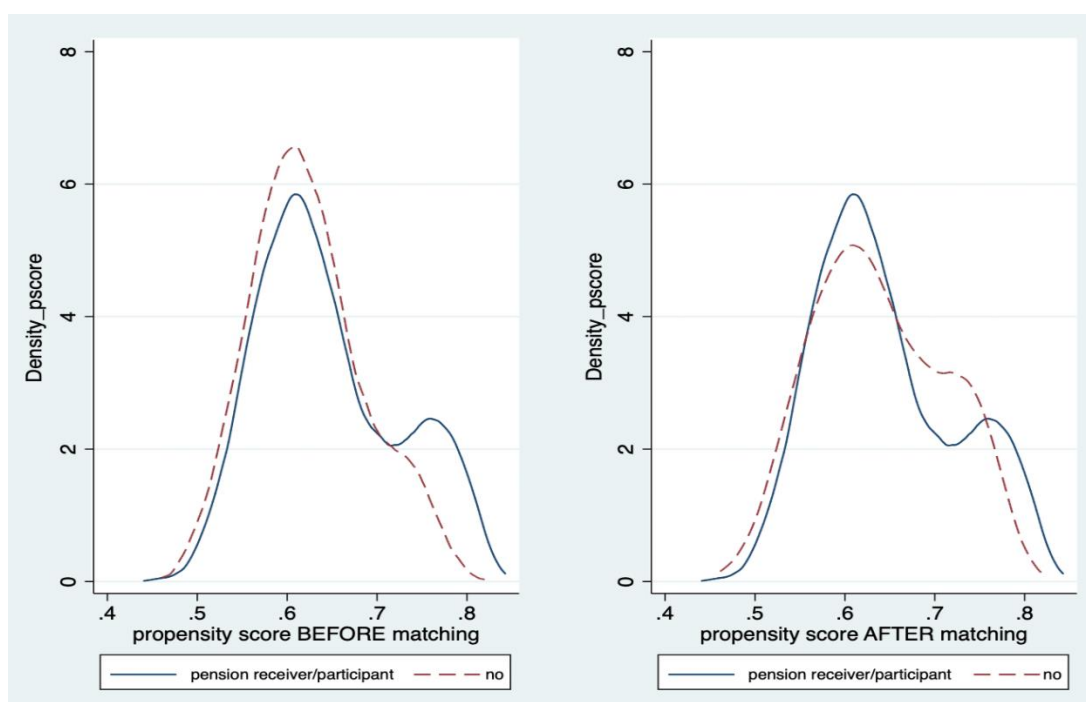 Density_pscore
8
6
4
2
0
.4 .5 .6 .7 .8
propensity score BEFORE matching
pension receiver/participant no
Density_pscore
8
6
4
2
0
.4 .5 .6 .7 .8
propensity score AFTER matching
pension receiver/participant no